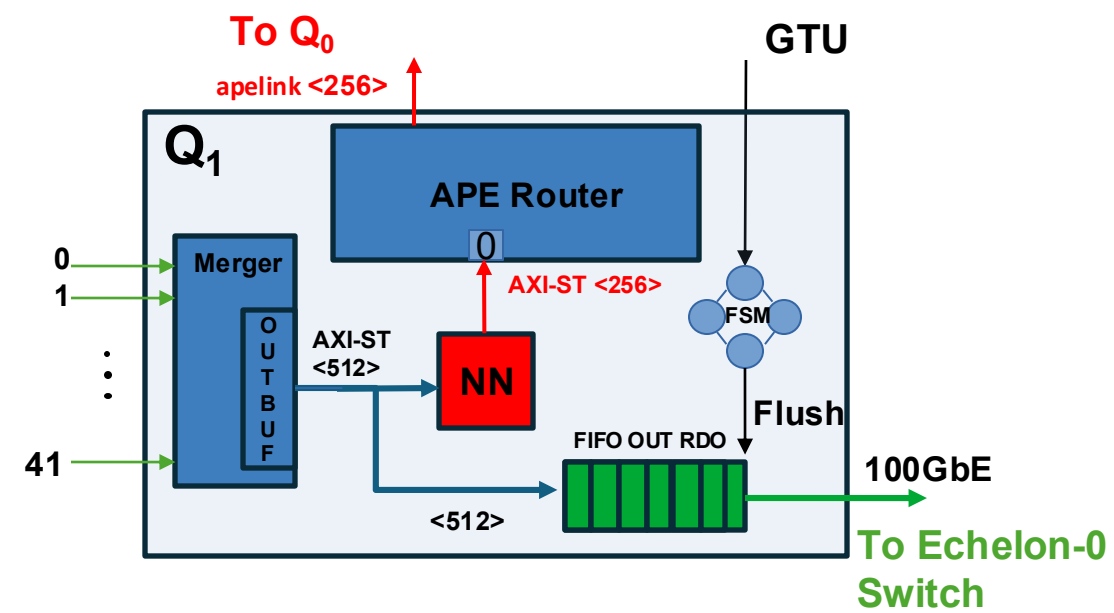 To Q0
apelink <256>
GTU
Q1
APE Router
0
AXI-ST <256>
Merger
0
1
⋮
41
OUTBUF
AXI-ST
<512>
NN
FSM
Flush
FIFO OUT RDO
<512>
100GbE
To Echelon-0
Switch